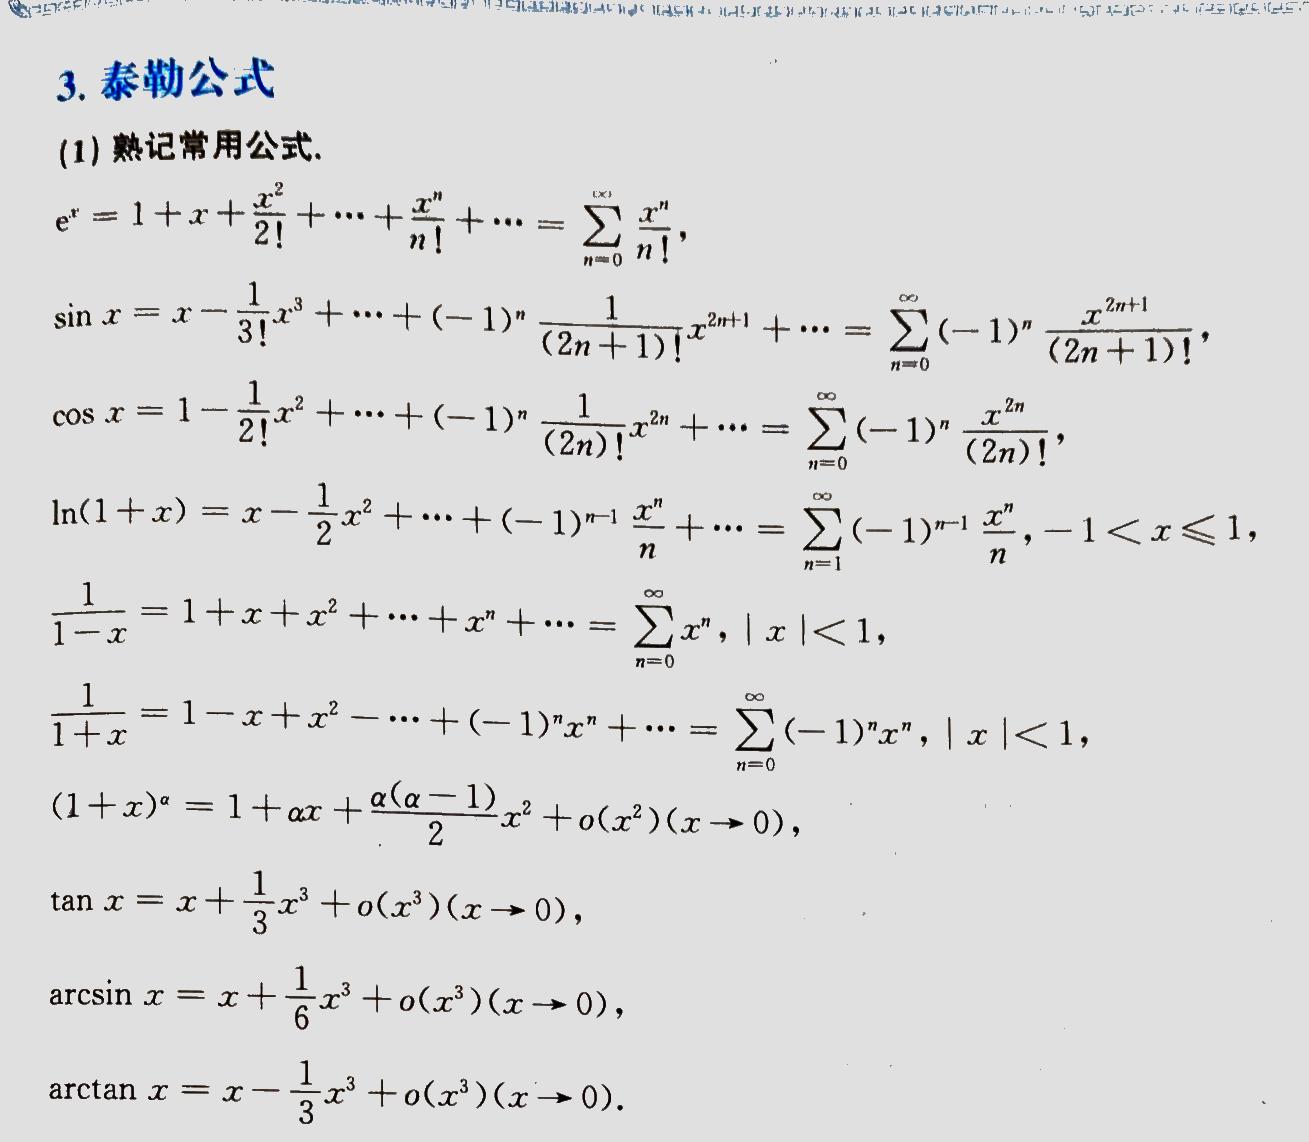 3. 泰勒公式
(1) 熟记常用公式.
$e^x = 1 + x + \frac{x^2}{2!} + \cdots + \frac{x^n}{n!} + \cdots = \sum_{n=0}^{\infty} \frac{x^n}{n!},$
$\sin x = x - \frac{1}{3!}x^3 + \cdots + (-1)^n \frac{1}{(2n+1)!}x^{2n+1} + \cdots = \sum_{n=0}^{\infty} (-1)^n \frac{x^{2n+1}}{(2n+1)!},$
$\cos x = 1 - \frac{1}{2!}x^2 + \cdots + (-1)^n \frac{1}{(2n)!}x^{2n} + \cdots = \sum_{n=0}^{\infty} (-1)^n \frac{x^{2n}}{(2n)!},$
$\ln(1+x) = x - \frac{1}{2}x^2 + \cdots + (-1)^{n-1} \frac{x^n}{n} + \cdots = \sum_{n=1}^{\infty} (-1)^{n-1} \frac{x^n}{n}, -1 < x \leqslant 1,$
$\frac{1}{1-x} = 1 + x + x^2 + \cdots + x^n + \cdots = \sum_{n=0}^{\infty} x^n, |x| < 1,$
$\frac{1}{1+x} = 1 - x + x^2 - \cdots + (-1)^n x^n + \cdots = \sum_{n=0}^{\infty} (-1)^n x^n, |x| < 1,$
$(1+x)^\alpha = 1 + \alpha x + \frac{\alpha(\alpha-1)}{2}x^2 + o(x^2)(x \to 0),$
$\tan x = x + \frac{1}{3}x^3 + o(x^3)(x \to 0),$
$\arcsin x = x + \frac{1}{6}x^3 + o(x^3)(x \to 0),$
$\arctan x = x - \frac{1}{3}x^3 + o(x^3)(x \to 0).$